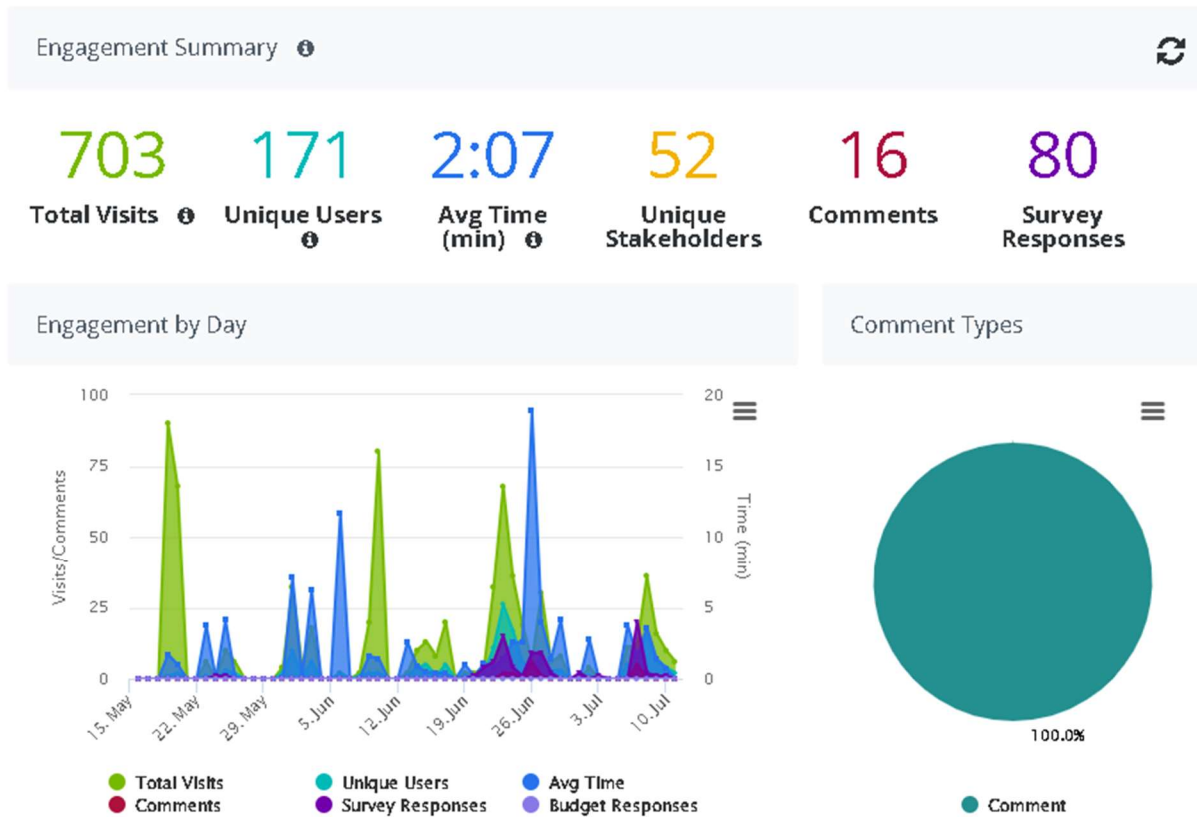 Engagement Summary
703
171
2:07
52
16
80
Total Visits
Unique Users
Avg Time
(min)
Unique
Stakeholders
Comments
Survey
Responses
Engagement by Day
Comment Types
Visits/Comments
100
75
50
25
0
20
15
10
5
0
Time (min)
15. May
22. May
29. May
5. Jun
12. Jun
19. Jun
26. Jun
3. Jul
10. Jul
Total Visits
Unique Users
Avg Time
Comments
Survey Responses
Budget Responses
100.0%
Comment